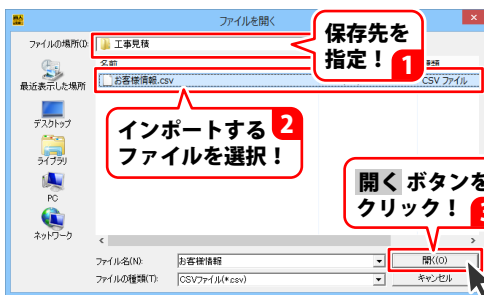 ファイルを開く
ファイルの場所(I):
工事見積
保存先を
指定！
1
名前
種類
お客様情報.csv
CSV ファイル
最近表示した場所
デスクトップ
ライブラリ
PC
ネットワーク
インポートする
ファイルを選択！
2
開く ボタンを
クリック！
3
ファイル名(N):
お客様情報
開く(O)
ファイルの種類(T):
CSVファイル(*csv)
キャンセル